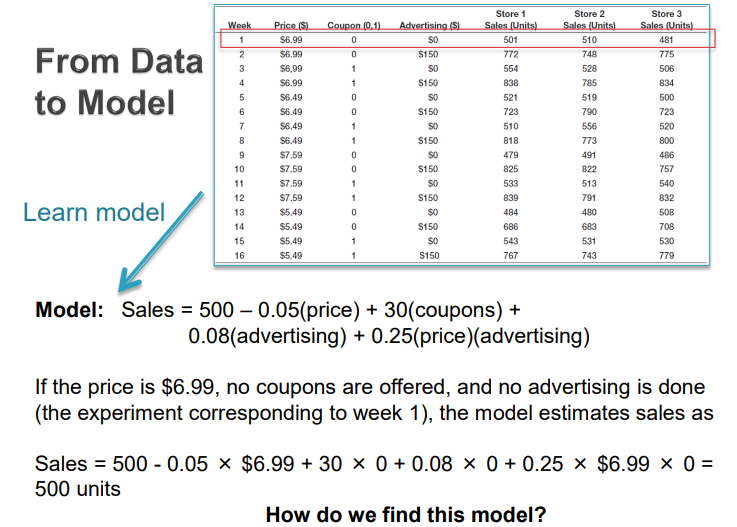 From Data
to Model
Learn model
Store 1 Store 2 Store 3
Week Price ($) Coupon (0,1) Advertising ($) Sales (Units) Sales (Units) Sales (Units)
1 $6.99 0 $0 501 510 481
2 $6.99 0 $150 772 748 775
3 $6,99 1 $0 554 528 506
4 $6.99 1 $150 838 785 834
5 $6.49 0 $0 521 519 500
6 $6.49 0 $150 723 790 723
7 $6.49 1 $0 510 556 520
8 $6.49 1 $150 818 773 800
9 $7.59 0 $0 479 491 486
10 $7.59 0 $150 825 822 757
11 $7.59 1 $0 533 513 540
12 $7.59 1 $150 839 791 832
13 $5.49 0 $0 484 480 508
14 $5.49 0 $150 686 683 708
15 $5.49 1 $0 543 531 530
16 $5.49 1 $150 767 743 779
Model: Sales = 500 – 0.05(price) + 30(coupons) +
0.08(advertising) + 0.25(price)(advertising)
If the price is $6.99, no coupons are offered, and no advertising is done
(the experiment corresponding to week 1), the model estimates sales as
Sales = 500 - 0.05 × $6.99 + 30 × 0 + 0.08 × 0 + 0.25 × $6.99 × 0 =
500 units
How do we find this model?